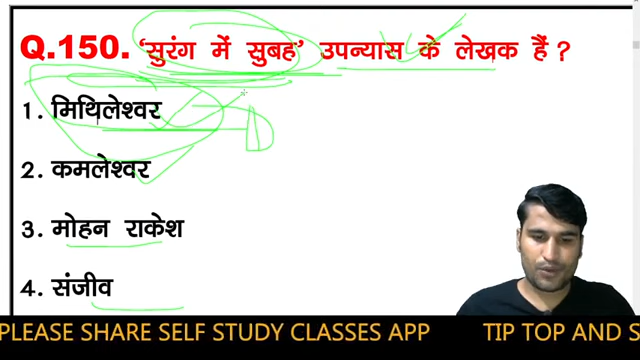 Q.150. 'सुरंग में सुबह' उपन्यास के लेखक हैं ?
1. मिथिलेश्वर
2. कमलेश्वर
3. मोहन राकेश
4. संजीव
PLEASE SHARE SELF STUDY CLASSES APP TIP TOP AND S